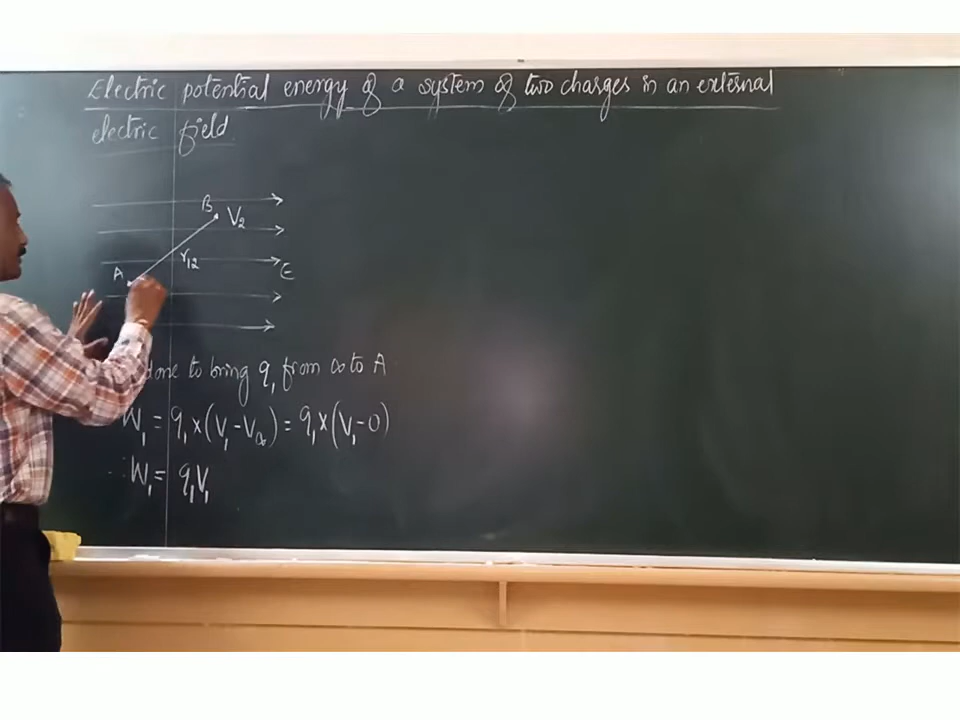 Electric potential energy of a system of two charges in an external
electric field
B V₂
r₁₂
A
E
done to bring q₁ from ∞ to A
W₁ = q₁ × (V₁ - V∞) = q₁ × (V₁ - 0)
∴ W₁ = q₁V₁